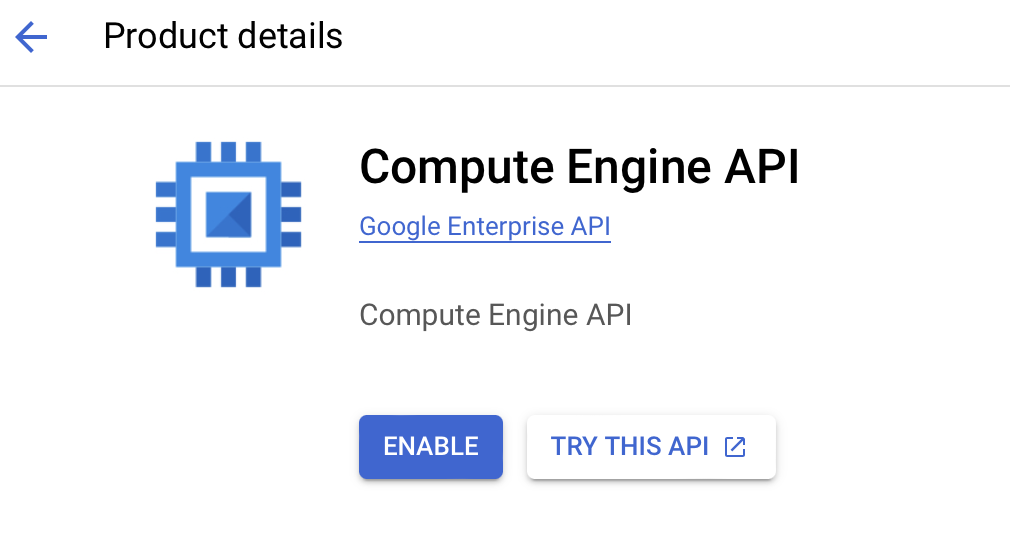 Product details
Compute Engine API
Google Enterprise API
Compute Engine API
ENABLE
TRY THIS API